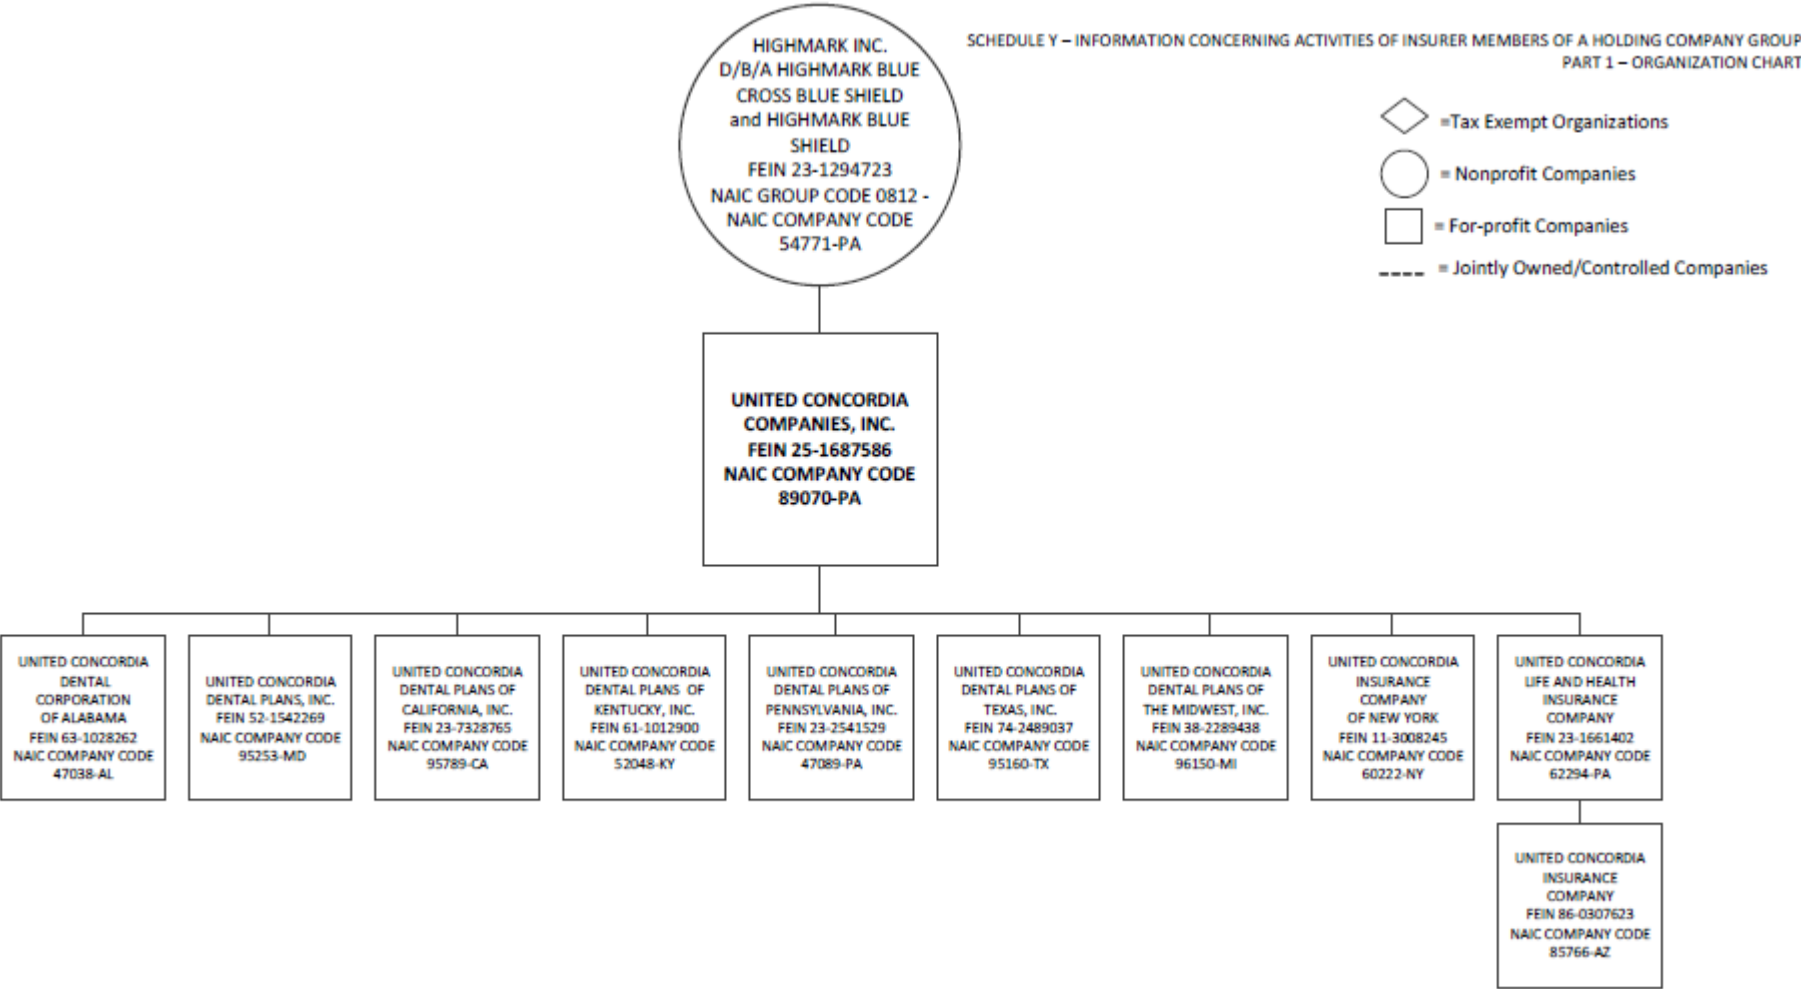 HIGHMARK INC.
D/B/A HIGHMARK BLUE
CROSS BLUE SHIELD
and HIGHMARK BLUE
SHIELD
FEIN 23-1294723
NAIC GROUP CODE 0812 -
NAIC COMPANY CODE
54771-PA
SCHEDULE Y – INFORMATION CONCERNING ACTIVITIES OF INSURER MEMBERS OF A HOLDING COMPANY GROUP
PART 1 – ORGANIZATION CHART
=Tax Exempt Organizations
= Nonprofit Companies
= For-profit Companies
= Jointly Owned/Controlled Companies
UNITED CONCORDIA
COMPANIES, INC.
FEIN 25-1687586
NAIC COMPANY CODE
89070-PA
UNITED CONCORDIA
DENTAL
CORPORATION
OF ALABAMA
FEIN 63-1028262
NAIC COMPANY CODE
47038-AL
UNITED CONCORDIA
DENTAL PLANS, INC.
FEIN 52-1542269
NAIC COMPANY CODE
95253-MD
UNITED CONCORDIA
DENTAL PLANS OF
CALIFORNIA, INC.
FEIN 23-7328765
NAIC COMPANY CODE
95789-CA
UNITED CONCORDIA
DENTAL PLANS OF
KENTUCKY, INC.
FEIN 61-1012900
NAIC COMPANY CODE
52048-KY
UNITED CONCORDIA
DENTAL PLANS OF
PENNSYLVANIA, INC.
FEIN 23-2541529
NAIC COMPANY CODE
47089-PA
UNITED CONCORDIA
DENTAL PLANS OF
TEXAS, INC.
FEIN 74-2489037
NAIC COMPANY CODE
95160-TX
UNITED CONCORDIA
DENTAL PLANS OF
THE MIDWEST, INC.
FEIN 38-2289438
NAIC COMPANY CODE
96150-MI
UNITED CONCORDIA
INSURANCE
COMPANY
OF NEW YORK
FEIN 11-3008245
NAIC COMPANY CODE
60222-NY
UNITED CONCORDIA
LIFE AND HEALTH
INSURANCE
COMPANY
FEIN 23-1661402
NAIC COMPANY CODE
62294-PA
UNITED CONCORDIA
INSURANCE
COMPANY
FEIN 86-0307623
NAIC COMPANY CODE
85766-AZ